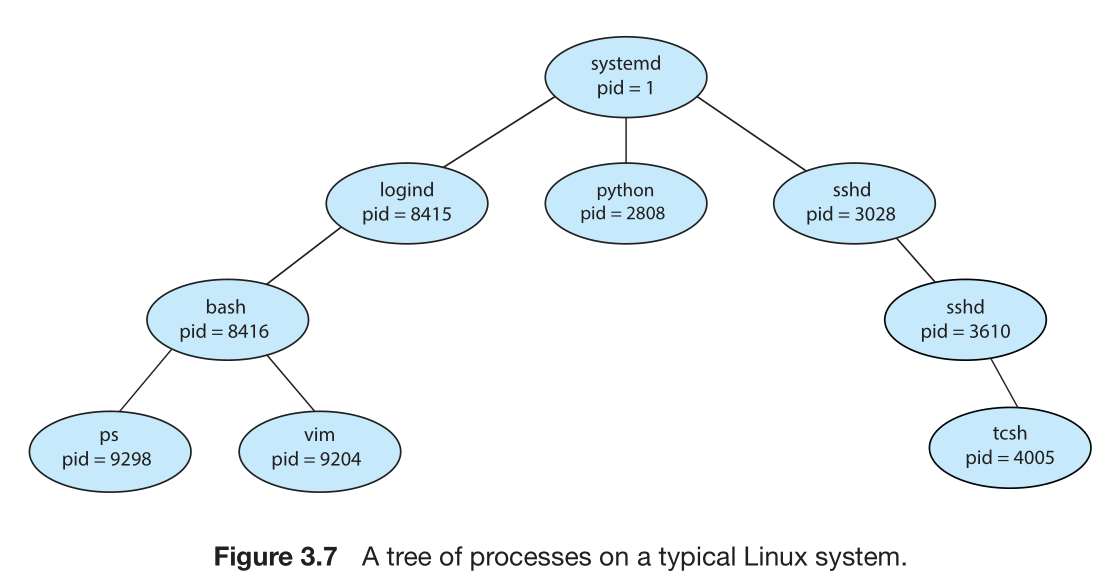 systemd
pid = 1
logind
pid = 8415
python
pid = 2808
sshd
pid = 3028
bash
pid = 8416
sshd
pid = 3610
ps
pid = 9298
vim
pid = 9204
tcsh
pid = 4005
Figure 3.7 A tree of processes on a typical Linux system.